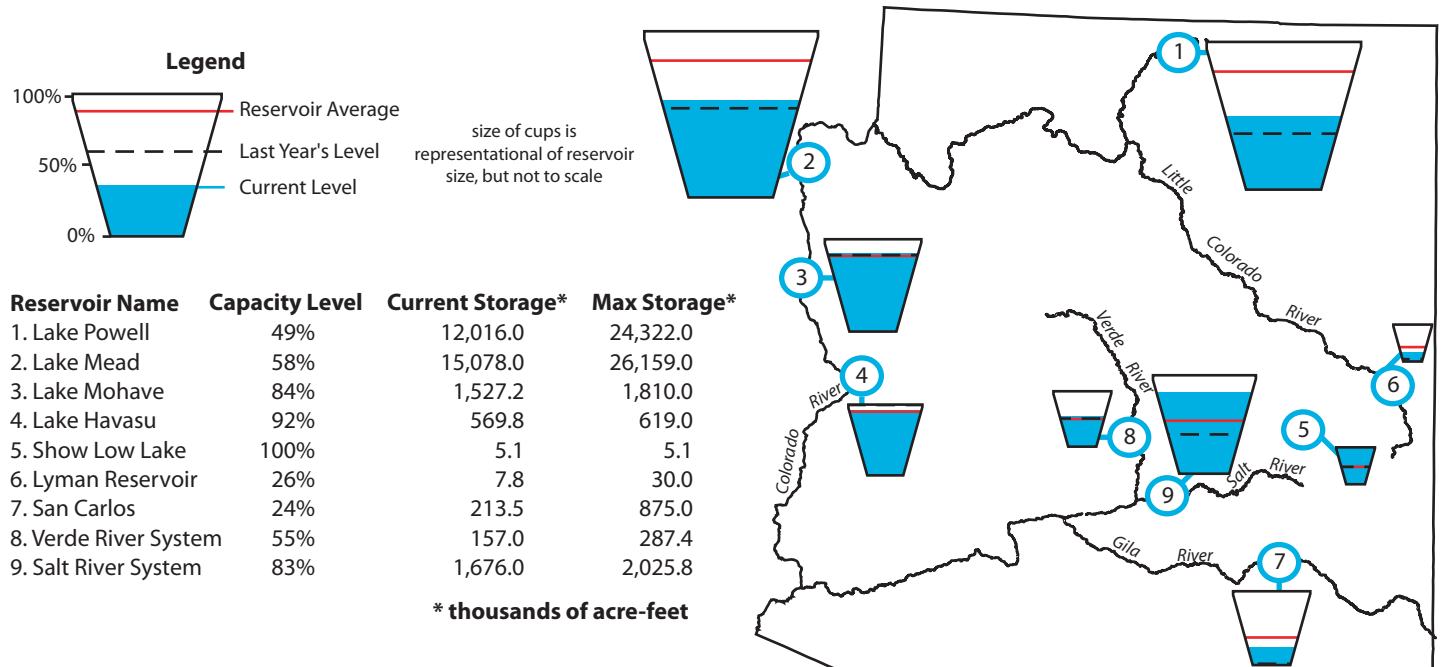 Legend
100%
50%
0%
Reservoir Average
Last Year's Level
Current Level
size of cups is
representational of reservoir
size, but not to scale
Reservoir Name Capacity Level Current Storage* Max Storage*
1. Lake Powell 49% 12,016.0 24,322.0
2. Lake Mead 58% 15,078.0 26,159.0
3. Lake Mohave 84% 1,527.2 1,810.0
4. Lake Havasu 92% 569.8 619.0
5. Show Low Lake 100% 5.1 5.1
6. Lyman Reservoir 26% 7.8 30.0
7. San Carlos 24% 213.5 875.0
8. Verde River System 55% 157.0 287.4
9. Salt River System 83% 1,676.0 2,025.8
* thousands of acre-feet
1
2
3
4
5
6
7
8
9
Little Colorado River
Verde River
Colorado River
Salt River
Gila River